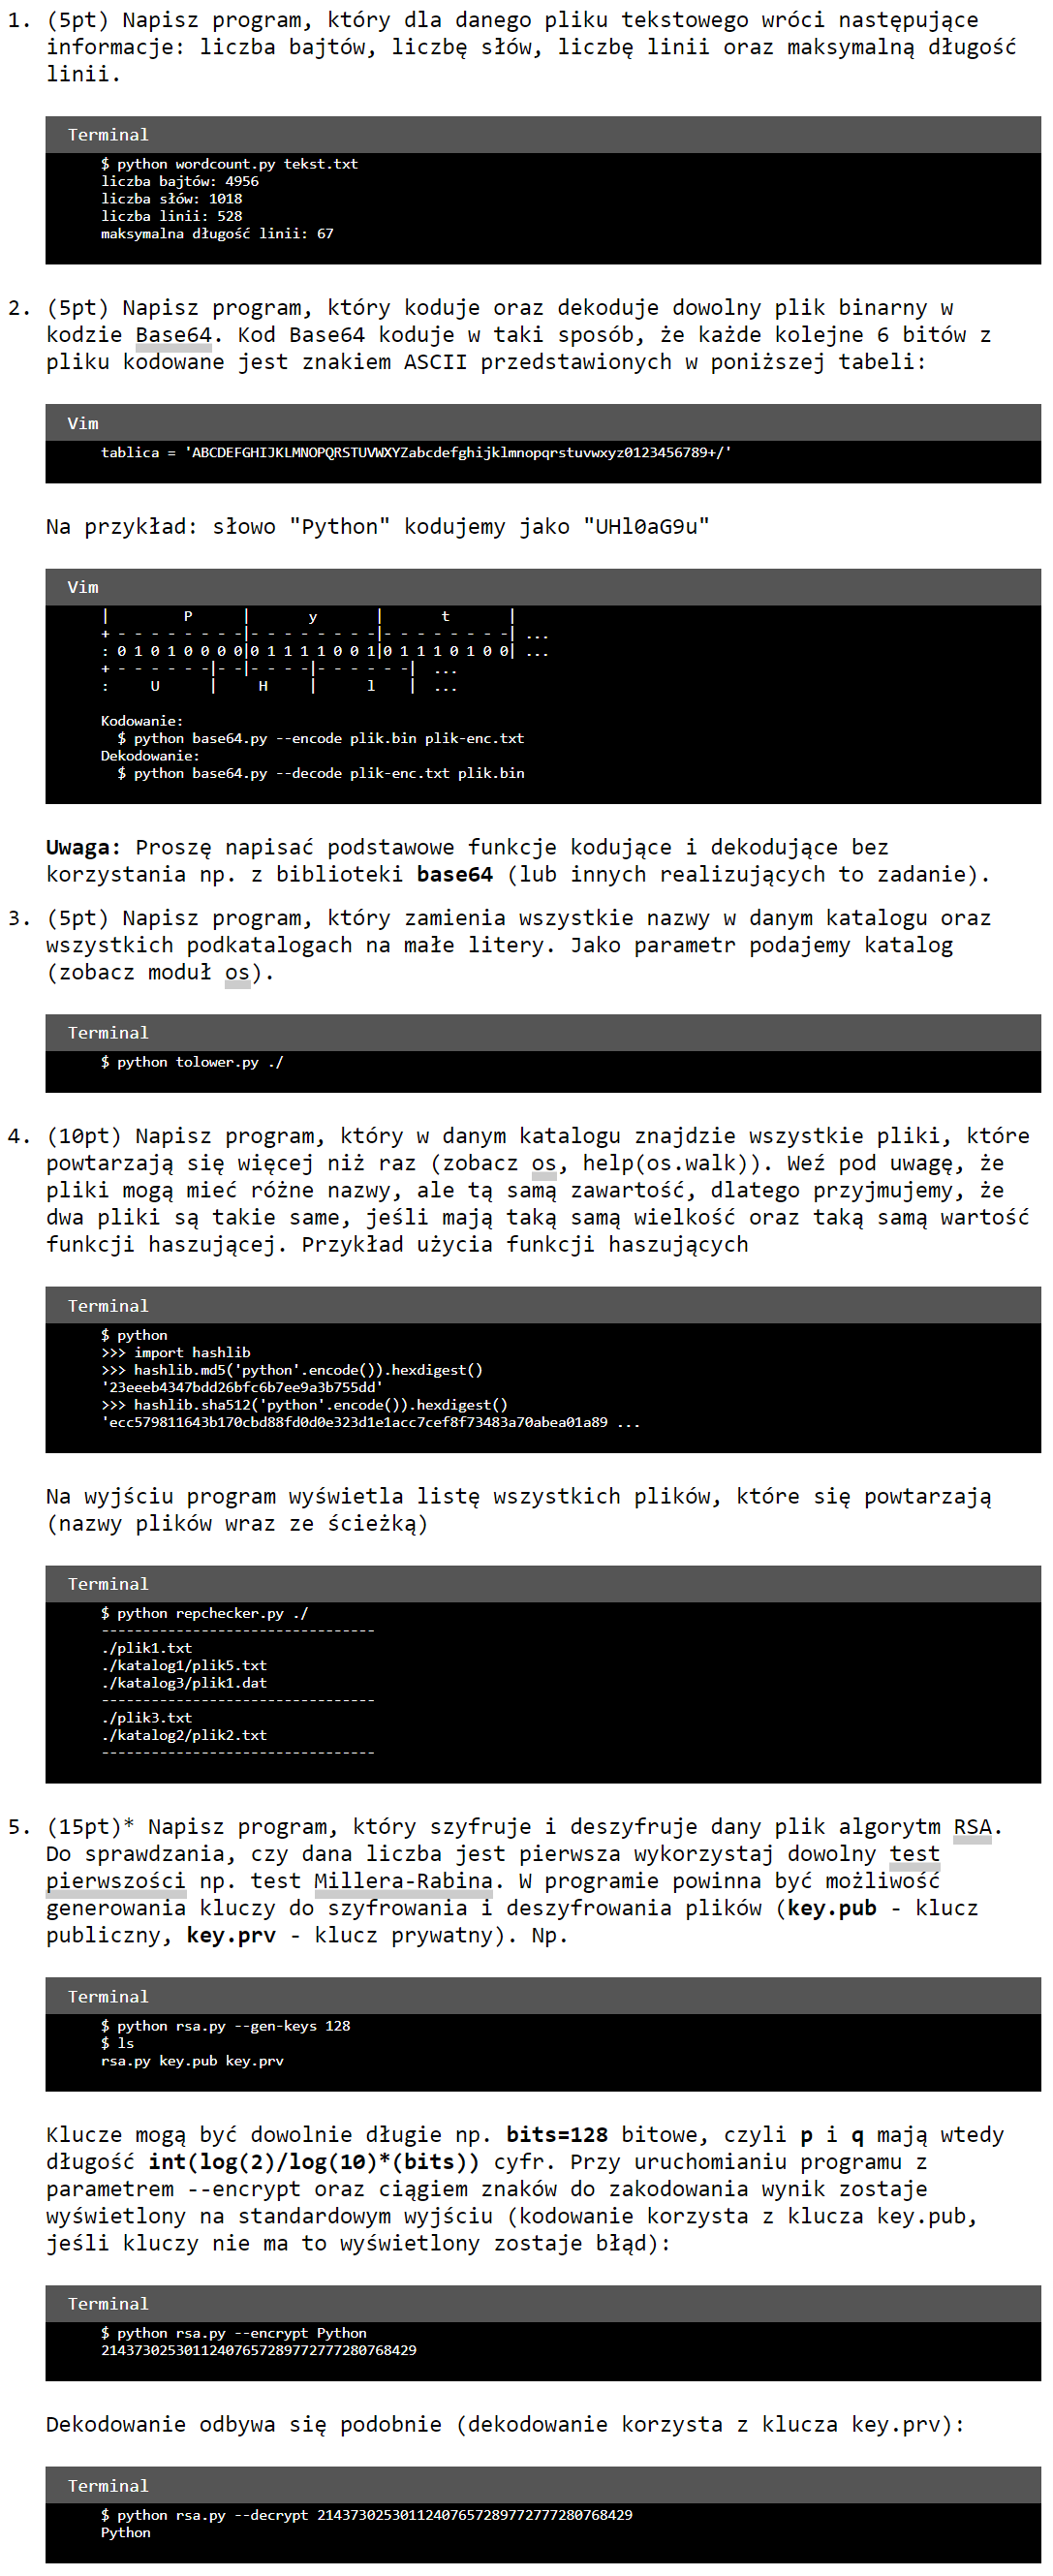 1. (5pt) Napisz program, który dla danego pliku tekstowego wróci następujące
informacje: liczba bajtów, liczbę słów, liczbę linii oraz maksymalną długość
linii.
Terminal
$ python wordcount.py tekst.txt
liczba bajtów: 4956
liczba słów: 1018
liczba linii: 528
maksymalna długość linii: 67
2. (5pt) Napisz program, który koduje oraz dekoduje dowolny plik binarny w
kodzie Base64. Kod Base64 koduje w taki sposób, że każde kolejne 6 bitów z
pliku kodowane jest znakiem ASCII przedstawionych w poniższej tabeli:
Vim
tablica = 'ABCDEFGHIJKLMNOPQRSTUVWXYZabcdefghijklmnopqrstuvwxyz0123456789+/'
Na przykład: słowo "Python" kodujemy jako "UHl0aG9u"
Vim
|         P      |       y       |       t       |
+ - - - - - - - -|- - - - - - - -|- - - - - - - -| ...
: 0 1 0 1 0 0 0 0|0 1 1 1 1 0 0 1|0 1 1 1 0 1 0 0| ...
+ - - - - - -|- -|- - - -|- - - - - -|  ...
:     U      |     H     |      l    |  ...
Kodowanie:
$ python base64.py --encode plik.bin plik-enc.txt
Dekodowanie:
$ python base64.py --decode plik-enc.txt plik.bin
Uwaga: Proszę napisać podstawowe funkcje kodujące i dekodujące bez
korzystania np. z biblioteki base64 (lub innych realizujących to zadanie).
3. (5pt) Napisz program, który zamienia wszystkie nazwy w danym katalogu oraz
wszystkich podkatalogach na małe litery. Jako parametr podajemy katalog
(zobacz moduł os).
Terminal
$ python tolower.py ./
4. (10pt) Napisz program, który w danym katalogu znajdzie wszystkie pliki, które
powtarzają się więcej niż raz (zobacz os, help(os.walk)). Weź pod uwagę, że
pliki mogą mieć różne nazwy, ale tą samą zawartość, dlatego przyjmujemy, że
dwa pliki są takie same, jeśli mają taką samą wielkość oraz taką samą wartość
funkcji haszującej. Przykład użycia funkcji haszujących
Terminal
$ python
>>> import hashlib
>>> hashlib.md5('python'.encode()).hexdigest()
'23eeeb4347bdd26bfc6b7ee9a3b755dd'
>>> hashlib.sha512('python'.encode()).hexdigest()
'ecc579811643b170cbd88fd0d0e323d1e1acc7cef8f73483a70abea01a89 ...
Na wyjściu program wyświetla listę wszystkich plików, które się powtarzają
(nazwy plików wraz ze ścieżką)
Terminal
$ python repchecker.py ./
---------------------------------
./plik1.txt
./katalog1/plik5.txt
./katalog3/plik1.dat
---------------------------------
./plik3.txt
./katalog2/plik2.txt
---------------------------------
5. (15pt)* Napisz program, który szyfruje i deszyfruje dany plik algorytm RSA.
Do sprawdzania, czy dana liczba jest pierwsza wykorzystaj dowolny test
pierwszości np. test Millera-Rabina. W programie powinna być możliwość
generowania kluczy do szyfrowania i deszyfrowania plików (key.pub - klucz
publiczny, key.prv - klucz prywatny). Np.
Terminal
$ python rsa.py --gen-keys 128
$ ls
rsa.py key.pub key.prv
Klucze mogą być dowolnie długie np. bits=128 bitowe, czyli p i q mają wtedy
długość int(log(2)/log(10)*(bits)) cyfr. Przy uruchomianiu programu z
parametrem --encrypt oraz ciągiem znaków do zakodowania wynik zostaje
wyświetlony na standardowym wyjściu (kodowanie korzysta z klucza key.pub,
jeśli kluczy nie ma to wyświetlony zostaje błąd):
Terminal
$ python rsa.py --encrypt Python
21437302530112407657289772777280768429
Dekodowanie odbywa się podobnie (dekodowanie korzysta z klucza key.prv):
Terminal
$ python rsa.py --decrypt 21437302530112407657289772777280768429
Python